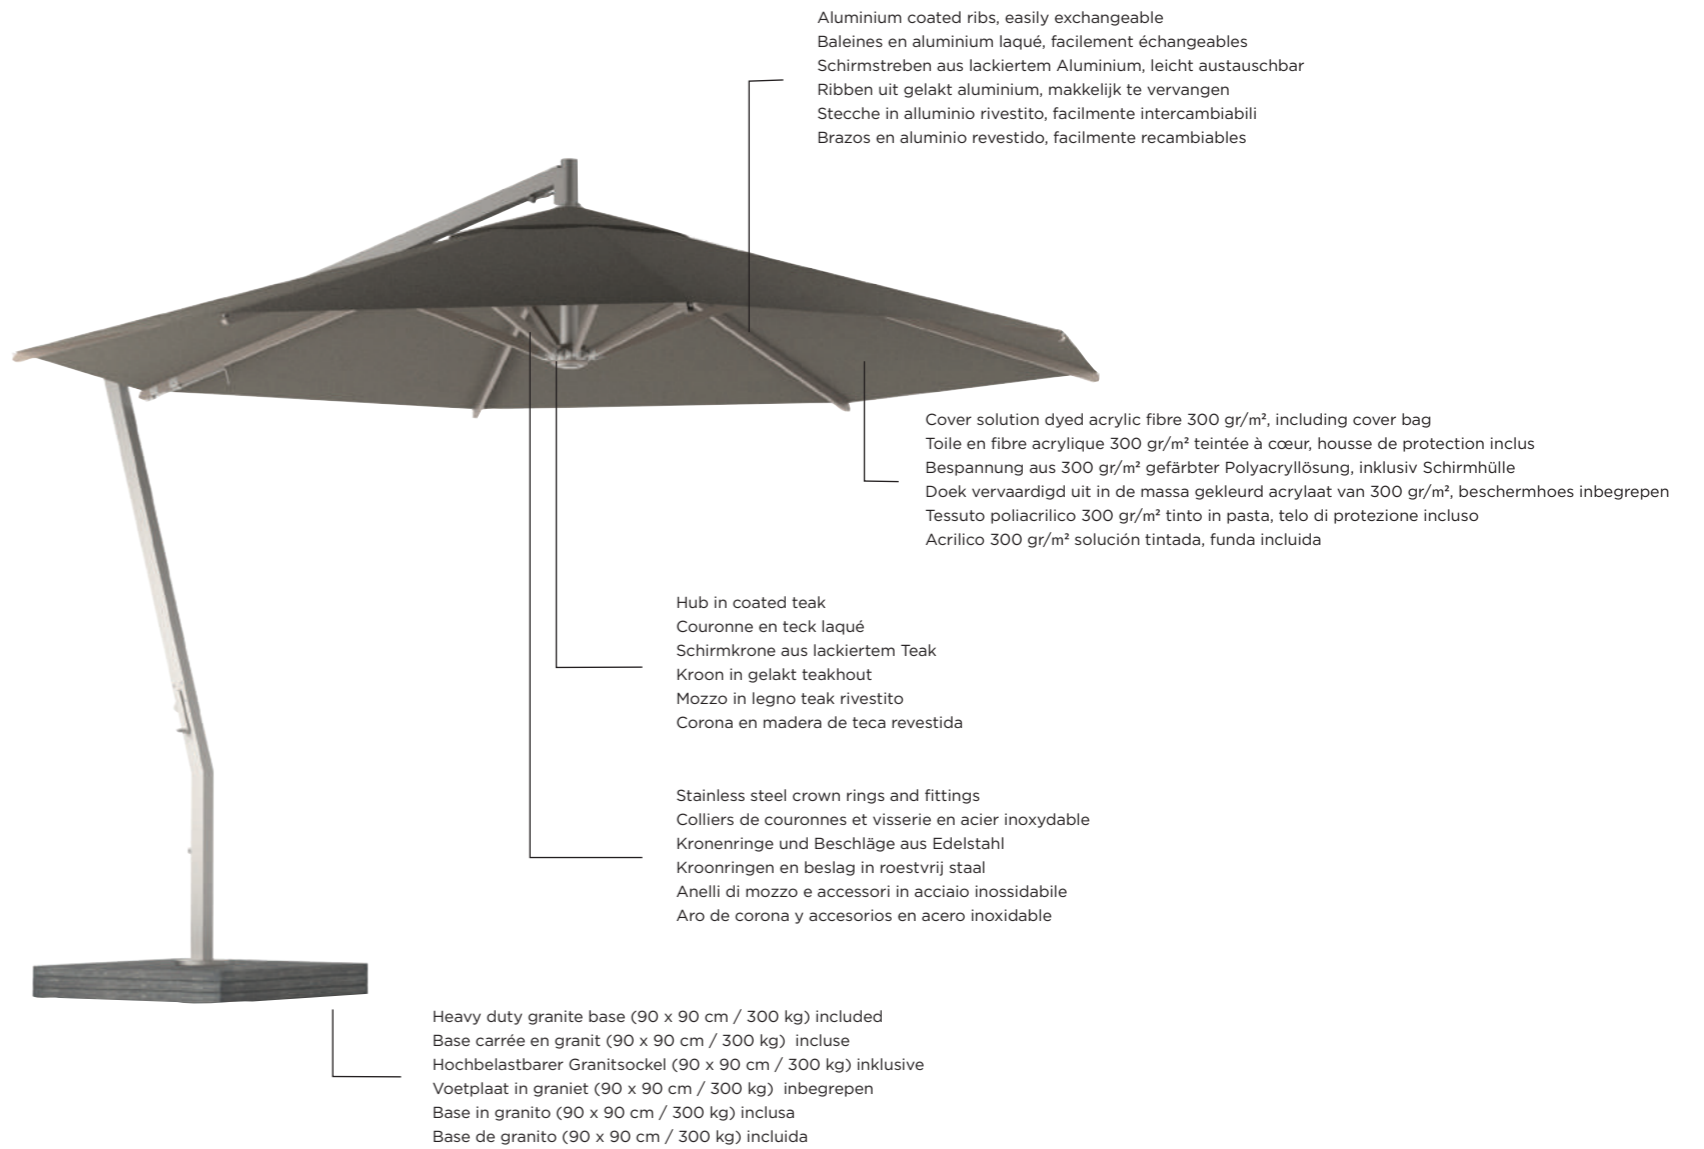 Aluminium coated ribs, easily exchangeable
Baleines en aluminium laqué, facilement échangeables
Schirmstreben aus lackiertem Aluminium, leicht austauschbar
Ribben uit gelakt aluminium, makkelijk te vervangen
Stecche in alluminio rivestito, facilmente intercambiabili
Brazos en aluminio revestido, facilmente recambiables
Cover solution dyed acrylic fibre 300 gr/m², including cover bag
Toile en fibre acrylique 300 gr/m² teintée à cœur, housse de protection inclus
Bespannung aus 300 gr/m² gefärbter Polyacryllösung, inklusiv Schirmhülle
Doek vervaardigd uit in de massa gekleurd acrylaat van 300 gr/m², beschermhoes inbegrepen
Tessuto poliacrilico 300 gr/m² tinto in pasta, telo di protezione incluso
Acrilico 300 gr/m² solución tintada, funda incluida
Hub in coated teak
Couronne en teck laqué
Schirmkrone aus lackiertem Teak
Kroon in gelakt teakhout
Mozzo in legno teak rivestito
Corona en madera de teca revestida
Stainless steel crown rings and fittings
Colliers de couronnes et visserie en acier inoxydable
Kronenringe und Beschläge aus Edelstahl
Kroonringen en beslag in roestvrij staal
Anelli di mozzo e accessori in acciaio inossidabile
Aro de corona y accesorios en acero inoxidable
Heavy duty granite base (90 x 90 cm / 300 kg) included
Base carrée en granit (90 x 90 cm / 300 kg) incluse
Hochbelastbarer Granitsockel (90 x 90 cm / 300 kg) inklusive
Voetplaat in graniet (90 x 90 cm / 300 kg) inbegrepen
Base in granito (90 x 90 cm / 300 kg) inclusa
Base de granito (90 x 90 cm / 300 kg) incluida